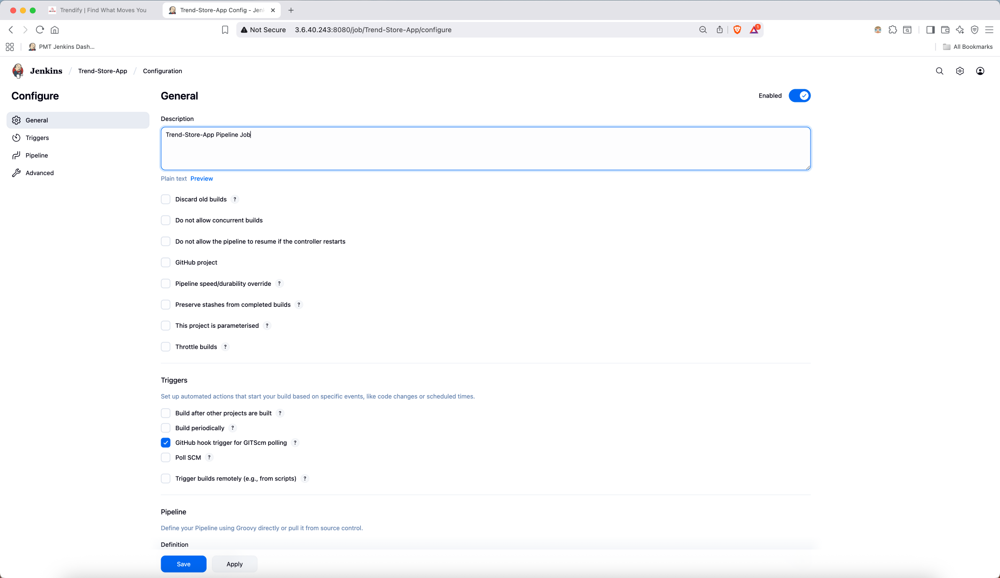 Trendify | Find What Moves You
Trend-Store-App Config - Jen
Not Secure 3.6.40.243:8080/job/Trend-Store-App/configure
1
PMT Jenkins Dash...
All Bookmarks
Jenkins / Trend-Store-App / Configuration
Configure
General
Triggers
Pipeline
Advanced
General
Enabled
Description
Trend-Store-App Pipeline Job
Plain text Preview
Discard old builds ?
Do not allow concurrent builds
Do not allow the pipeline to resume if the controller restarts
GitHub project
Pipeline speed/durability override ?
Preserve stashes from completed builds ?
This project is parameterised ?
Throttle builds ?
Triggers
Set up automated actions that start your build based on specific events, like code changes or scheduled times.
Build after other projects are built ?
Build periodically ?
GitHub hook trigger for GITScm polling ?
Poll SCM ?
Trigger builds remotely (e.g., from scripts) ?
Pipeline
Define your Pipeline using Groovy directly or pull it from source control.
Definition
Save
Apply